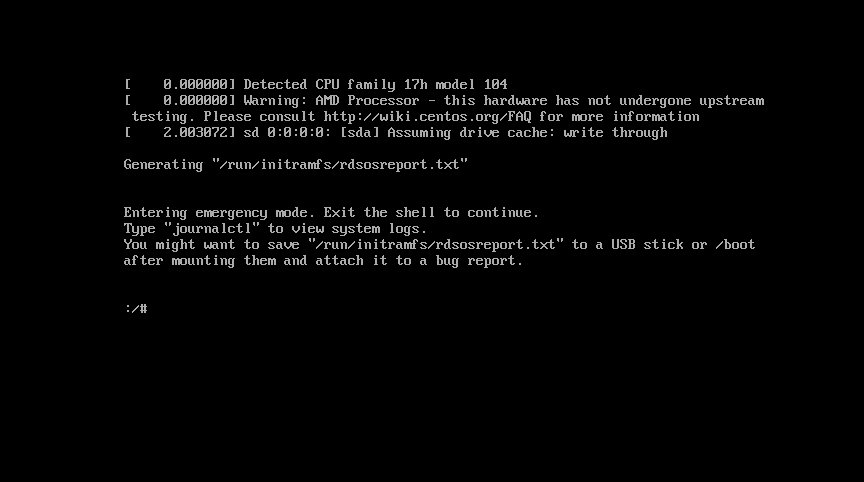 [    0.000000] Detected CPU family 17h model 104
[    0.000000] Warning: AMD Processor - this hardware has not undergone upstream
 testing. Please consult http://wiki.centos.org/FAQ for more information
[    2.003072] sd 0:0:0:0: [sda] Assuming drive cache: write through
Generating "/run/initramfs/rdsosreport.txt"
Entering emergency mode. Exit the shell to continue.
Type "journalctl" to view system logs.
You might want to save "/run/initramfs/rdsosreport.txt" to a USB stick or /boot
after mounting them and attach it to a bug report.
:/#